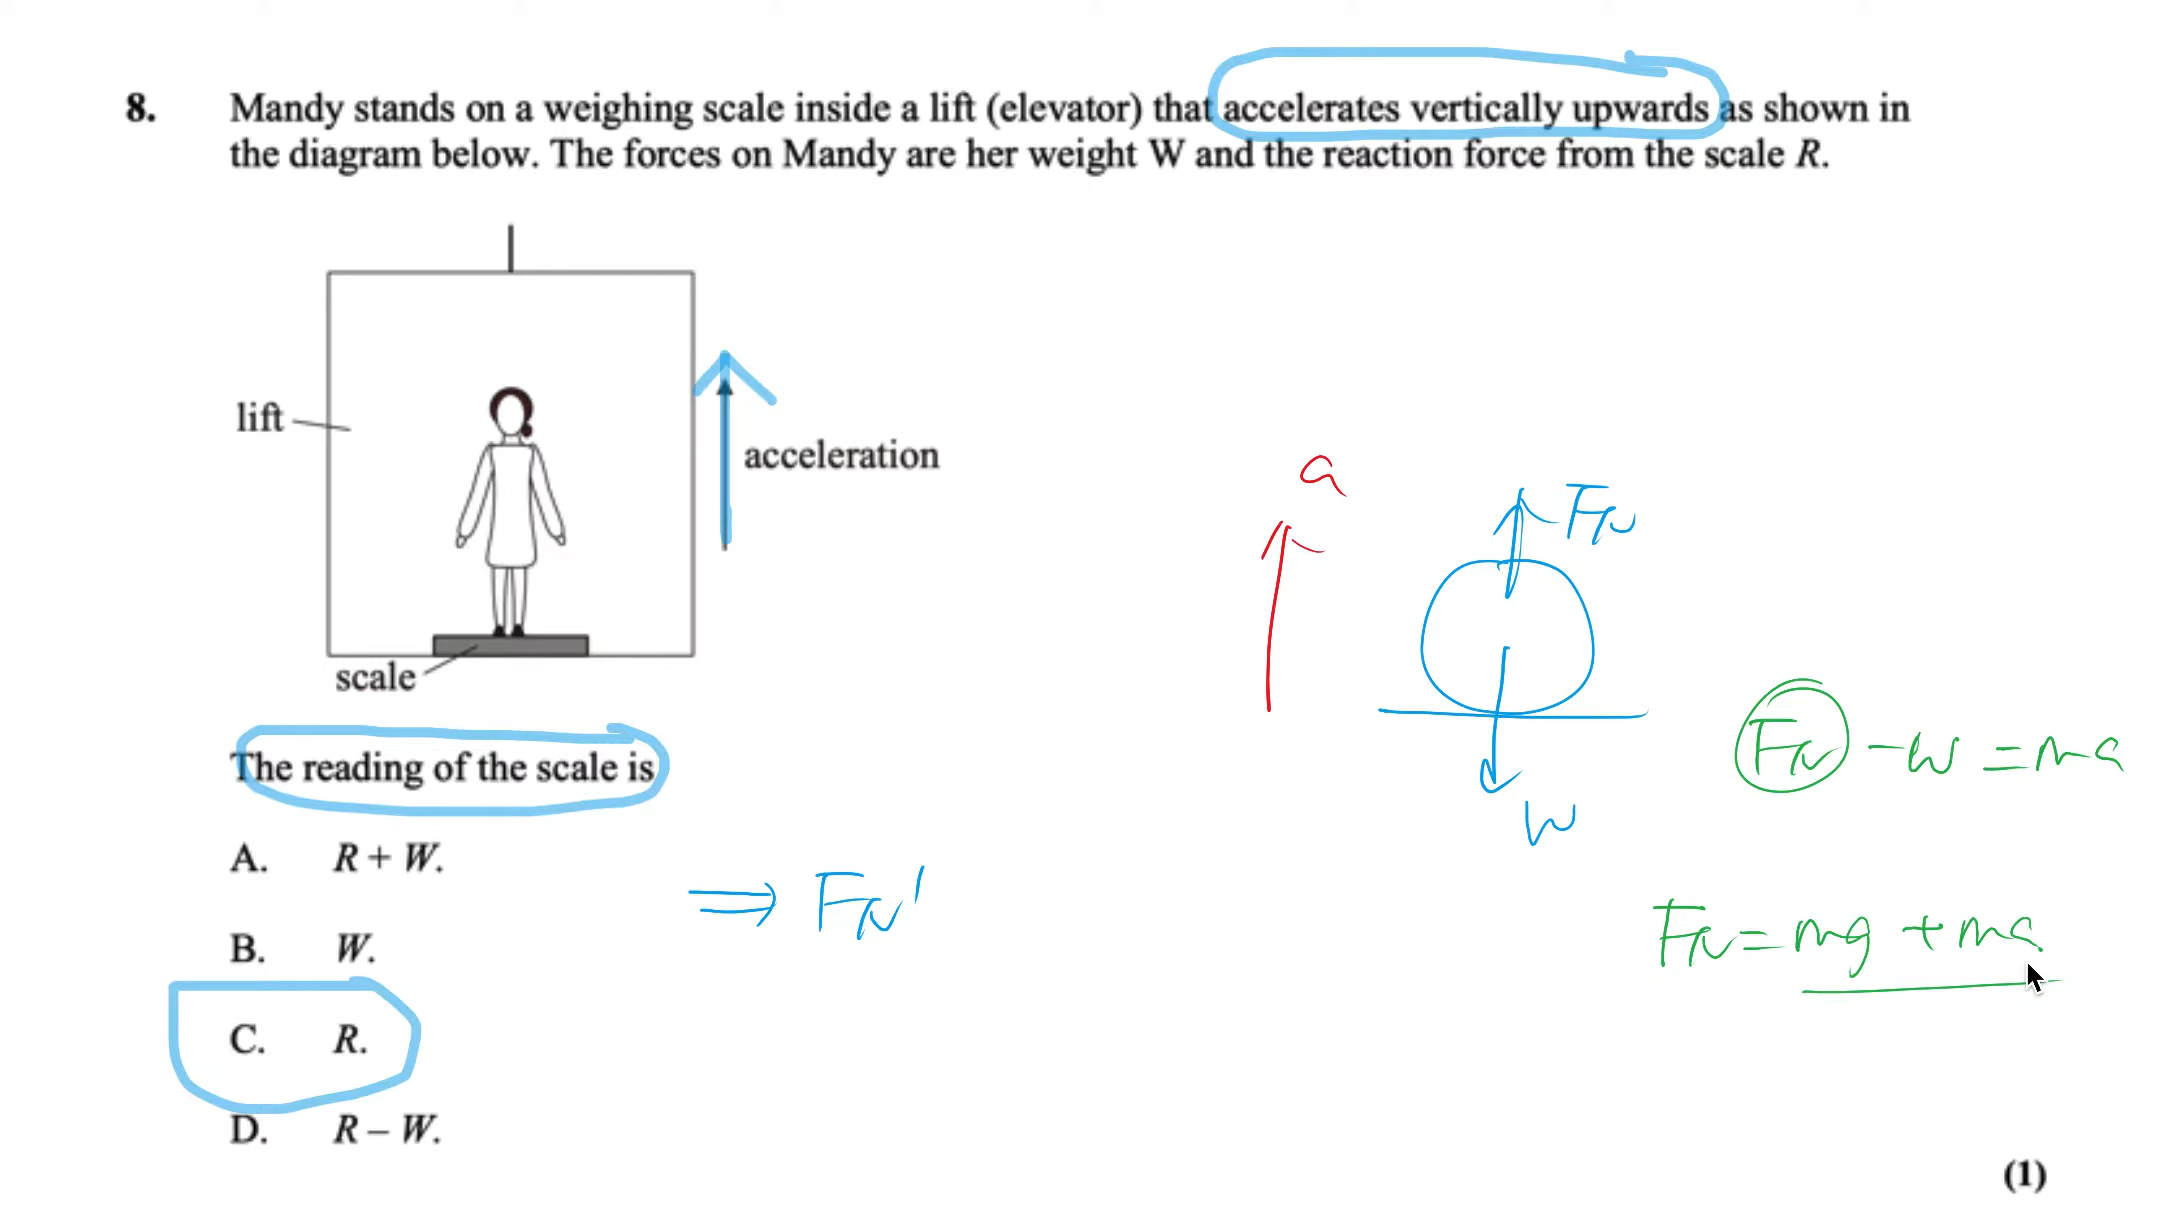 8. Mandy stands on a weighing scale inside a lift (elevator) that accelerates vertically upwards as shown in
the diagram below. The forces on Mandy are her weight W and the reaction force from the scale R.
lift
acceleration
scale
a
FN
W
FN - W = ma
The reading of the scale is
A. R + W.
⇒ FN'
B. W.
FN = mg + ma
C. R.
D. R – W.
(1)